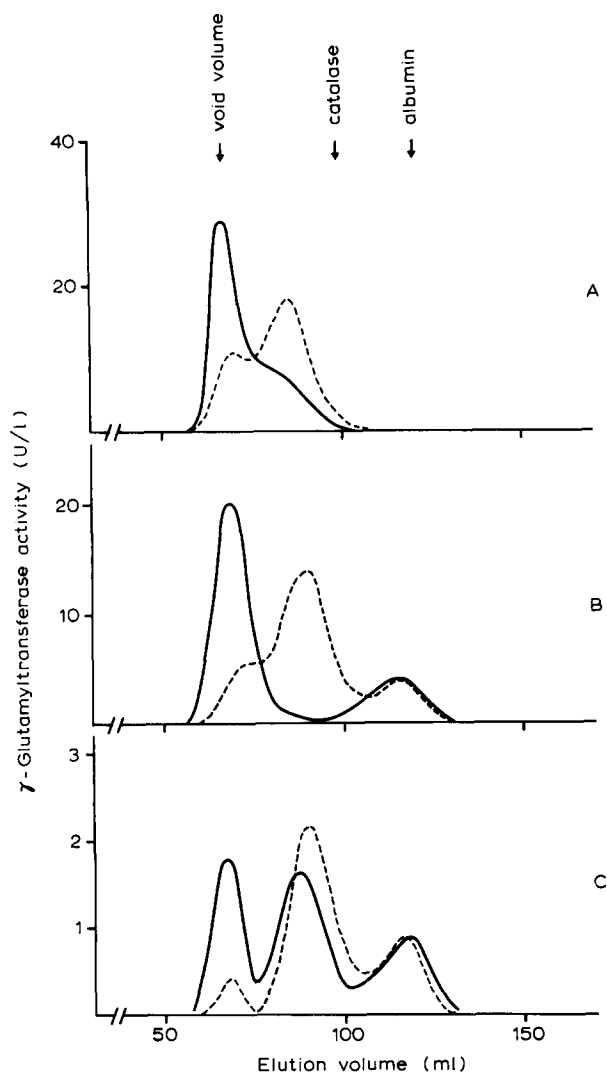 void volume
catalase
albumin
40
20
A
γ-Glutamyltransferase activity (U/l)
20
10
B
3
2
1
C
50
100
150
Elution volume (ml)